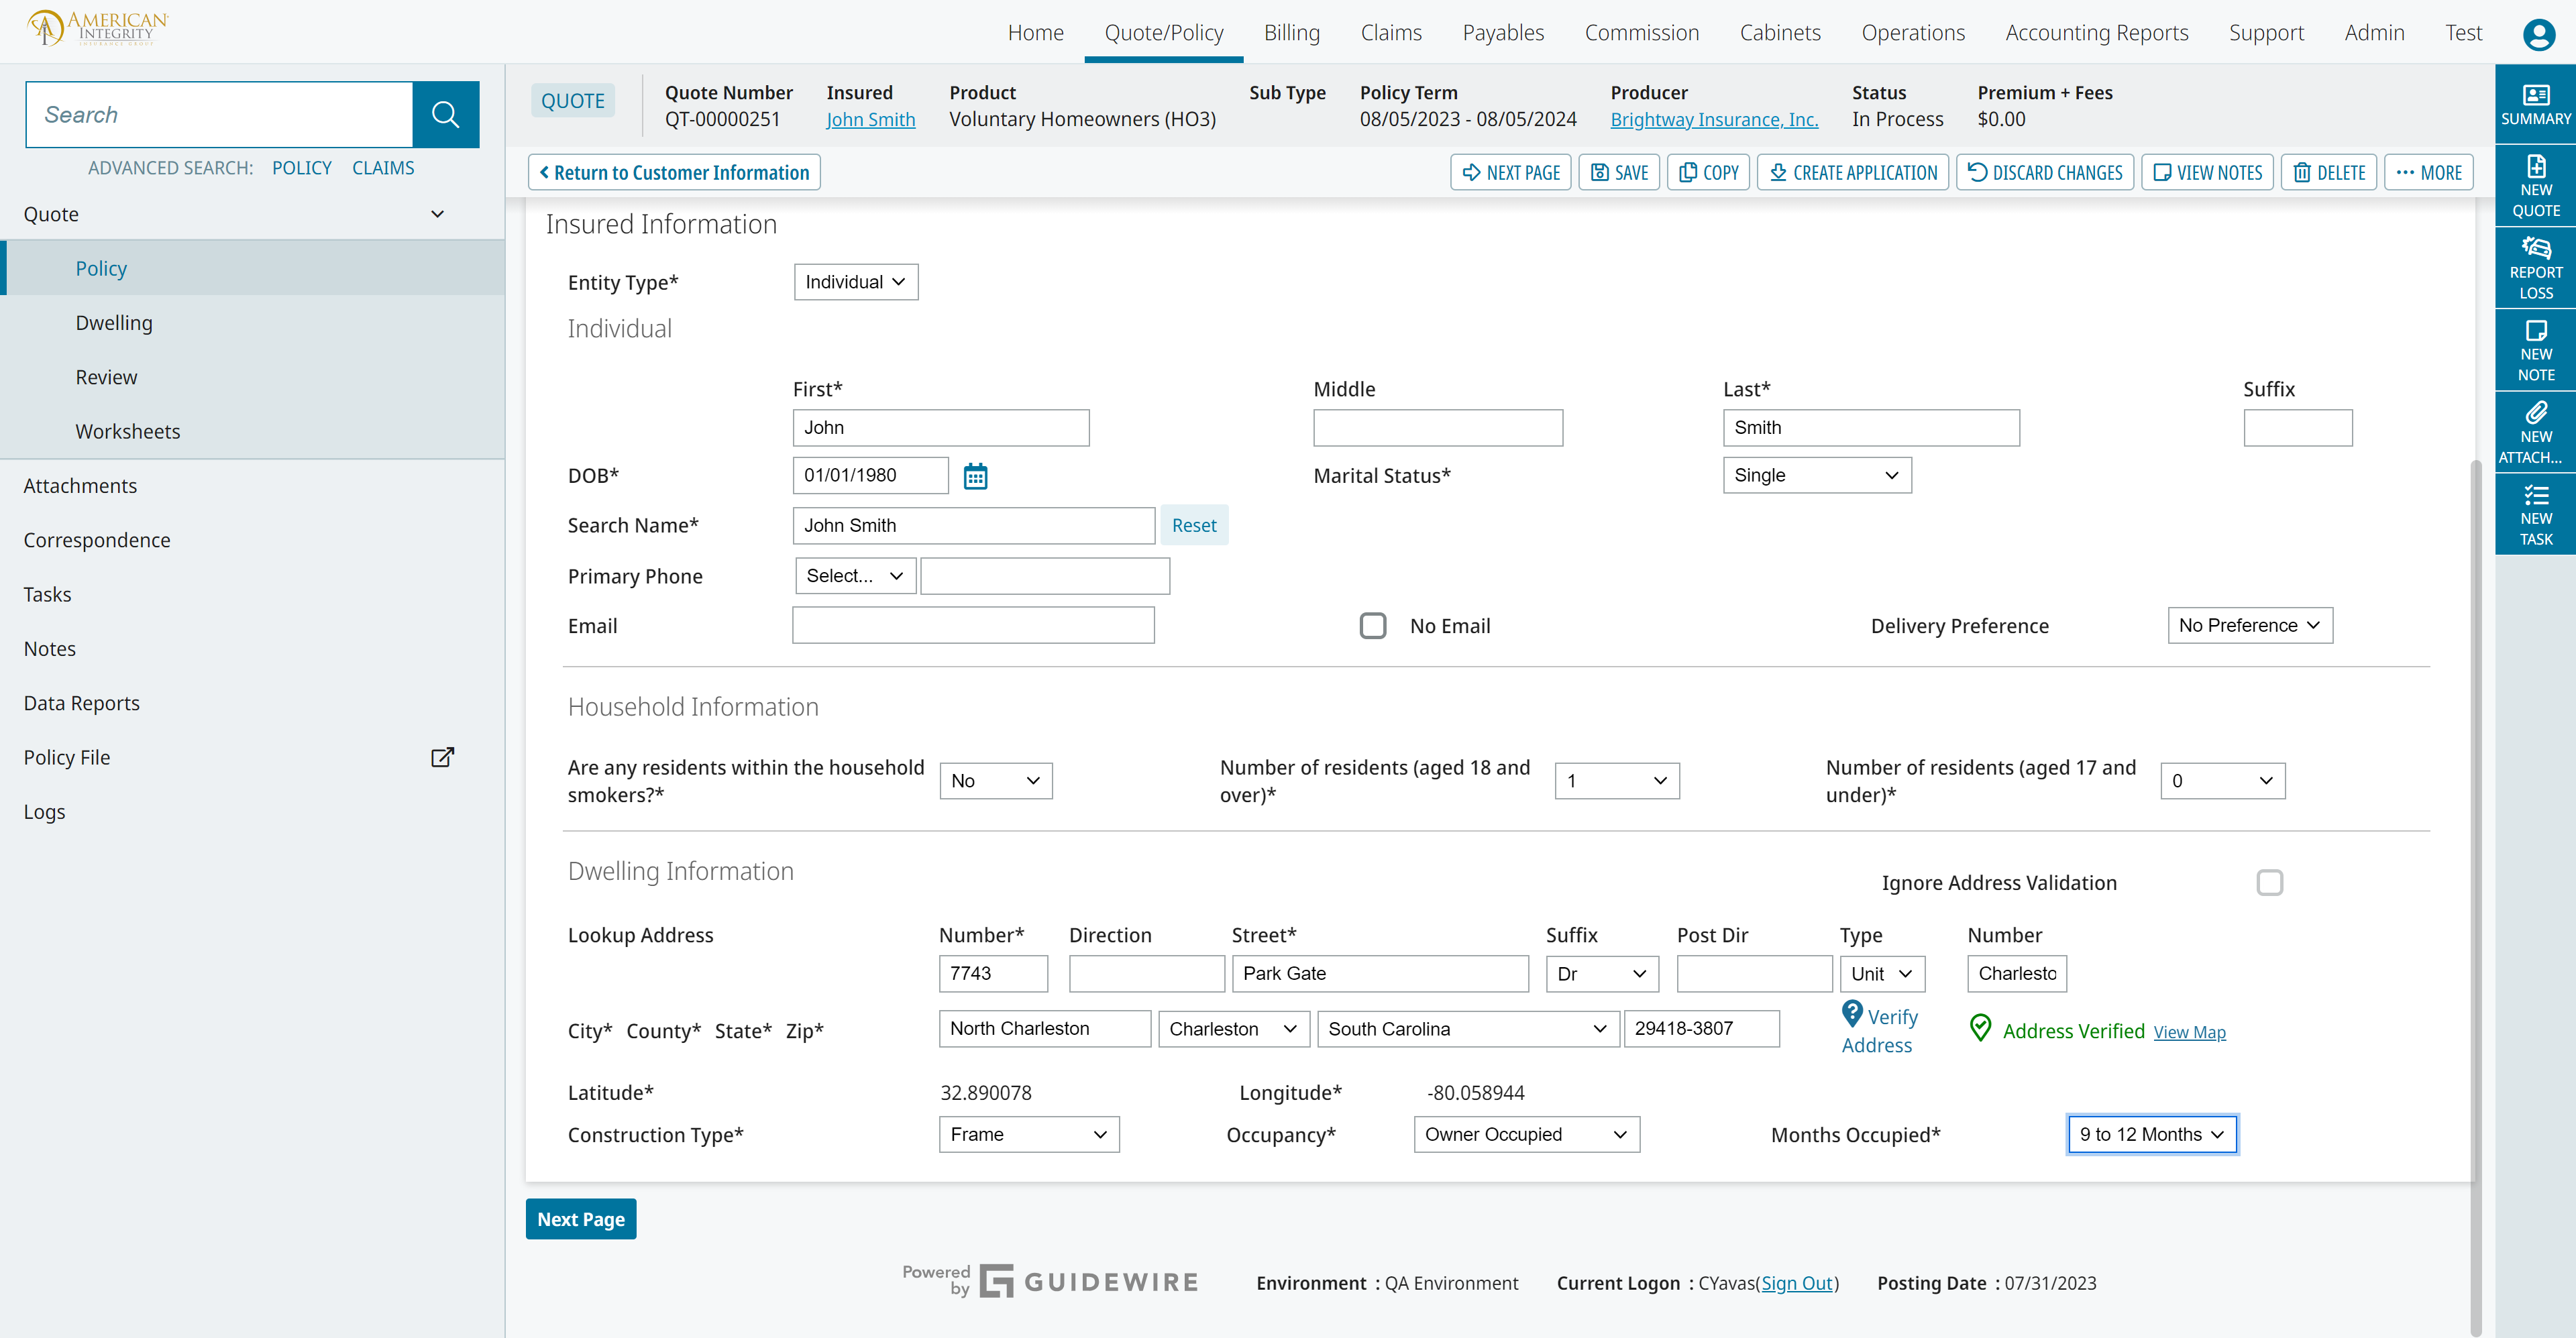 AMERICAN
INTEGRITY
INSURANCE GROUP
Home Quote/Policy Billing Claims Payables Commission Cabinets Operations Accounting Reports Support Admin Test
Search
ADVANCED SEARCH: POLICY CLAIMS
Quote
Policy
Dwelling
Review
Worksheets
Attachments
Correspondence
Tasks
Notes
Data Reports
Policy File
Logs
QUOTE
Quote Number Insured Product Sub Type Policy Term Producer Status Premium + Fees
QT-00000251 John Smith Voluntary Homeowners (HO3) 08/05/2023 - 08/05/2024 Brightway Insurance, Inc. In Process $0.00
Return to Customer Information NEXT PAGE SAVE COPY CREATE APPLICATION DISCARD CHANGES VIEW NOTES DELETE MORE
Insured Information
Entity Type* Individual
Individual
First* Middle Last* Suffix
John Smith
DOB* 01/01/1980 Marital Status* Single
Search Name* John Smith Reset
Primary Phone Select...
Email No Email Delivery Preference No Preference
Household Information
Are any residents within the household smokers?* No Number of residents (aged 18 and over)* 1 Number of residents (aged 17 and under)* 0
Dwelling Information
Ignore Address Validation
Lookup Address Number* Direction Street* Suffix Post Dir Type Number
7743 Park Gate Dr Unit Charlesto
City* County* State* Zip* North Charleston Charleston South Carolina 29418-3807 Verify Address Address Verified View Map
Latitude* 32.890078 Longitude* -80.058944
Construction Type* Frame Occupancy* Owner Occupied Months Occupied* 9 to 12 Months
Next Page
Powered by GUIDEWIRE Environment : QA Environment Current Logon : CYavas(Sign Out) Posting Date : 07/31/2023
SUMMARY
NEW
QUOTE
REPORT
LOSS
NEW
NOTE
NEW
ATTACH...
NEW
TASK